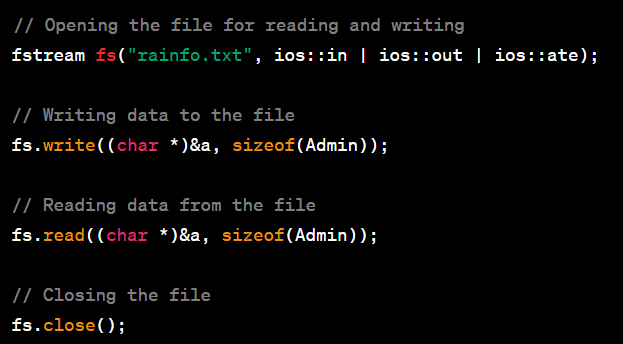 // Opening the file for reading and writing
fstream fs("rainfo.txt", ios::in | ios::out | ios::ate);
// Writing data to the file
fs.write((char *)&a, sizeof(Admin));
// Reading data from the file
fs.read((char *)&a, sizeof(Admin));
// Closing the file
fs.close();